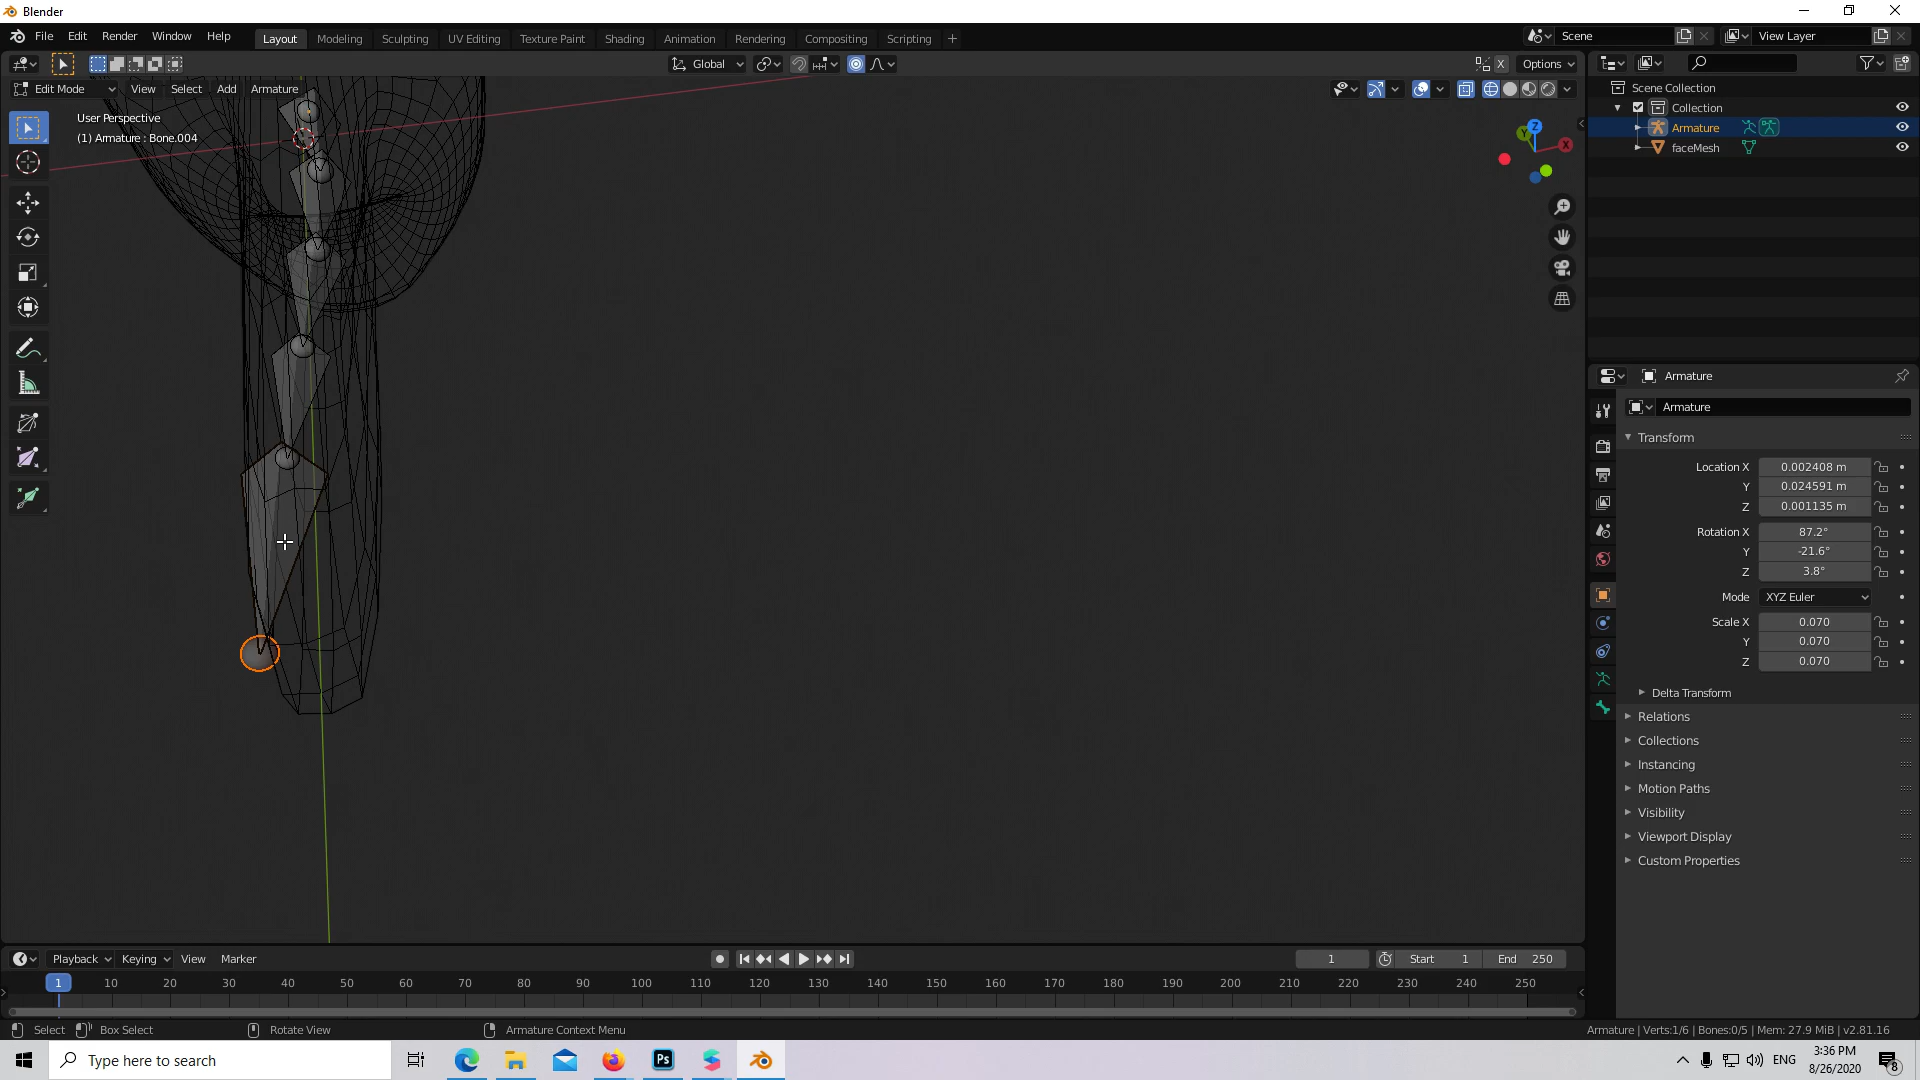 Blender
File Edit Render Window Help Layout Modeling Sculpting UV Editing Texture Paint Shading Animation Rendering Compositing Scripting + Scene View Layer
Global X Options
Edit Mode View Select Add Armature
User Perspective
(1) Armature : Bone.004
Z
Y
X
Scene Collection
Collection
Armature
faceMesh
Armature
Armature
Transform
Location X 0.002408 m
Y 0.024591 m
Z 0.001135 m
Rotation X 87.2°
Y -21.6°
Z 3.8°
Mode XYZ Euler
Scale X 0.070
Y 0.070
Z 0.070
Delta Transform
Relations
Collections
Instancing
Motion Paths
Visibility
Viewport Display
Custom Properties
Playback Keying View Marker 1 Start 1 End 250
1 10 20 30 40 50 60 70 80 90 100 110 120 130 140 150 160 170 180 190 200 210 220 230 240 250
Select Box Select Rotate View Armature Context Menu Armature | Verts:1/6 | Bones:0/5 | Mem: 27.9 MiB | v2.81.16
Type here to search Ps ENG 3:36 PM
8/26/2020 8